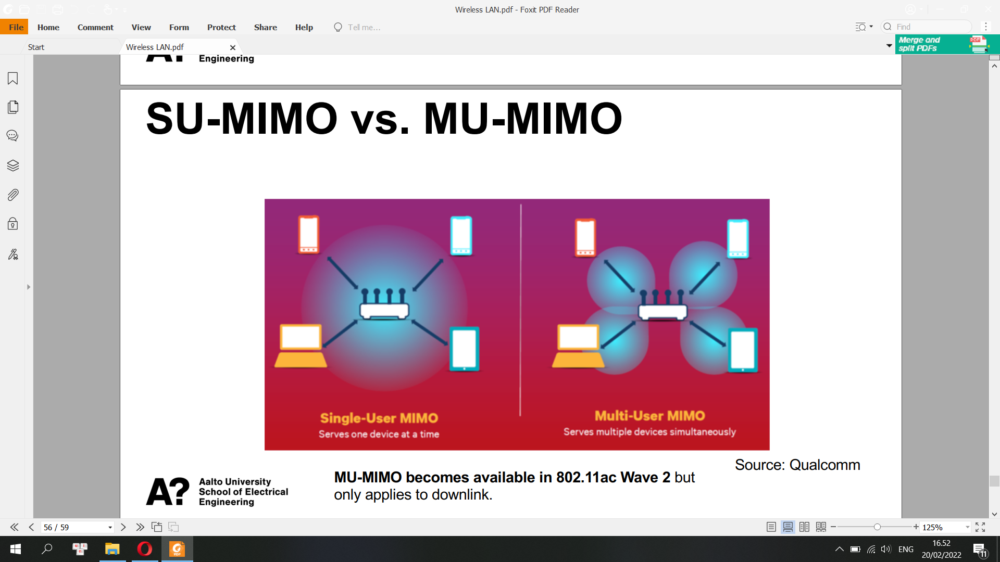 Wireless LAN.pdf - Foxit PDF Reader
File Home Comment View Form Protect Share Help Tell me... Find
Start Wireless LAN.pdf
Merge and
split PDFs
PDF
A?
Engineering
SU-MIMO vs. MU-MIMO
Single-User MIMO
Serves one device at a time
Multi-User MIMO
Serves multiple devices simultaneously
Source: Qualcomm
A?
Aalto University
School of Electrical
Engineering
MU-MIMO becomes available in 802.11ac Wave 2 but
only applies to downlink.
56 / 59
125%
u i
n
PDF
ENG
16.52
20/02/2022
11